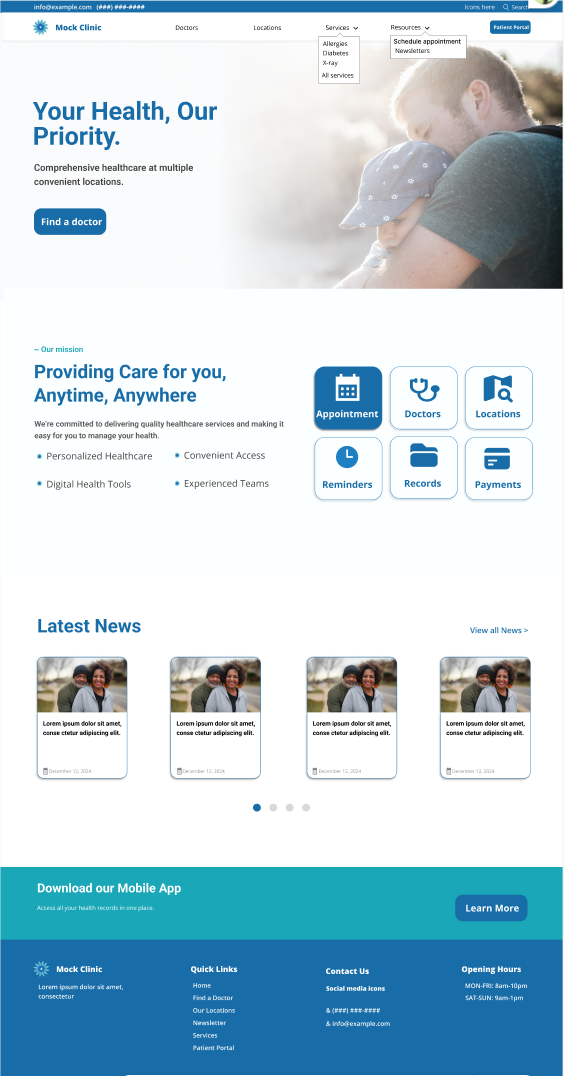 info@example.com (###) ###-####
Icons here
Search
Mock Clinic
Doctors
Locations
Services
Resources
Patient Portal
Allergies
Diabetes
X-ray
All services
Schedule appointment
Newsletters
Your Health, Our
Priority.
Comprehensive healthcare at multiple
convenient locations.
Find a doctor
– Our mission
Providing Care for you,
Anytime, Anywhere
We're committed to delivering quality healthcare services and making it
easy for you to manage your health.
Personalized Healthcare
Convenient Access
Digital Health Tools
Experienced Teams
Appointment
Doctors
Locations
Reminders
Records
Payments
Latest News
View all News >
Lorem ipsum dolor sit amet,
conse ctetur adipiscing elit.
December 12, 2024
Lorem ipsum dolor sit amet,
conse ctetur adipiscing elit.
December 12, 2024
Lorem ipsum dolor sit amet,
conse ctetur adipiscing elit.
December 12, 2024
Lorem ipsum dolor sit amet,
conse ctetur adipiscing elit.
December 12, 2024
Download our Mobile App
Access all your health records in one place.
Learn More
Mock Clinic
Lorem ipsum dolor sit amet,
consectetur
Quick Links
Home
Find a Doctor
Our Locations
Newsletter
Services
Patient Portal
Contact Us
Social media icons
& (###) ###-####
& info@example.com
Opening Hours
MON-FRI: 8am-10pm
SAT-SUN: 9am-1pm